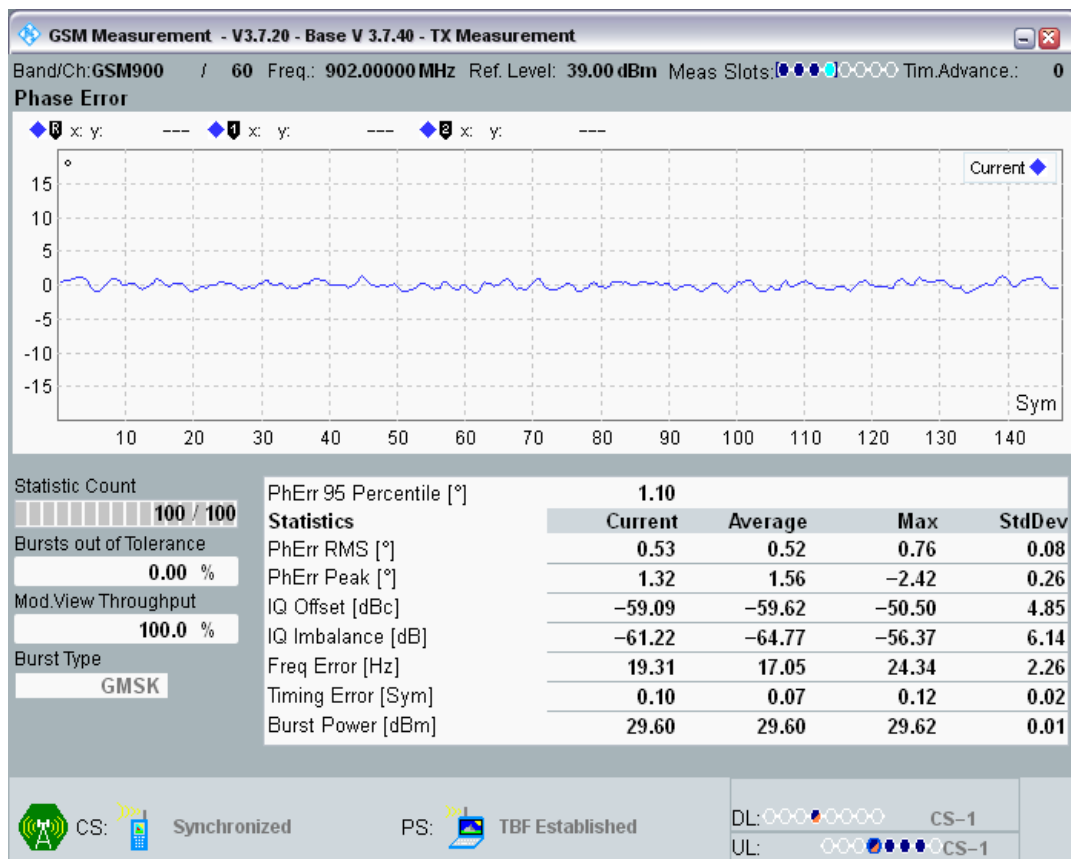 GSM Measurement - V3.7.20 - Base V 3.7.40 - TX Measurement
Band/Ch:GSM900 / 60 Freq.: 902.00000 MHz Ref. Level: 39.00 dBm Meas Slots: Tim.Advance.: 0
Phase Error
R x: y: --- 1 x: y: --- 2 x: y: ---
°
Current
15
10
5
0
-5
-10
-15
Sym
10 20 30 40 50 60 70 80 90 100 110 120 130 140
Statistic Count
100 / 100
Bursts out of Tolerance
0.00 %
Mod.View Throughput
100.0 %
Burst Type
GMSK
PhErr 95 Percentile [°] 1.10
Statistics Current Average Max StdDev
PhErr RMS [°] 0.53 0.52 0.76 0.08
PhErr Peak [°] 1.32 1.56 −2.42 0.26
IQ Offset [dBc] −59.09 −59.62 −50.50 4.85
IQ Imbalance [dB] −61.22 −64.77 −56.37 6.14
Freq Error [Hz] 19.31 17.05 24.34 2.26
Timing Error [Sym] 0.10 0.07 0.12 0.02
Burst Power [dBm] 29.60 29.60 29.62 0.01
CS: Synchronized PS: TBF Established
DL: CS−1
UL: CS−1